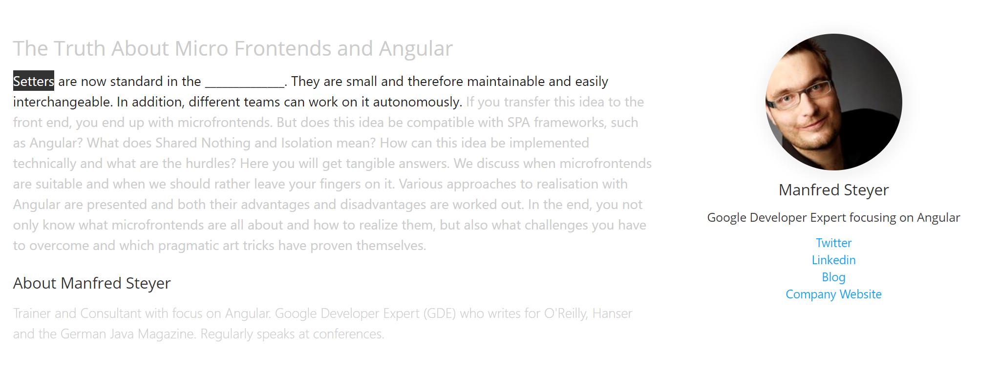 The Truth About Micro Frontends and Angular
Setters are now standard in the ______________. They are small and therefore maintainable and easily
interchangeable. In addition, different teams can work on it autonomously. If you transfer this idea to the
front end, you end up with microfrontends. But does this idea be compatible with SPA frameworks, such
as Angular? What does Shared Nothing and Isolation mean? How can this idea be implemented
technically and what are the hurdles? Here you will get tangible answers. We discuss when microfrontends
are suitable and when we should rather leave your fingers on it. Various approaches to realisation with
Angular are presented and both their advantages and disadvantages are worked out. In the end, you not
only know what microfrontends are all about and how to realize them, but also what challenges you have
to overcome and which pragmatic art tricks have proven themselves.
About Manfred Steyer
Trainer and Consultant with focus on Angular. Google Developer Expert (GDE) who writes for O'Reilly, Hanser
and the German Java Magazine. Regularly speaks at conferences.
Manfred Steyer
Google Developer Expert focusing on Angular
Twitter
Linkedin
Blog
Company Website